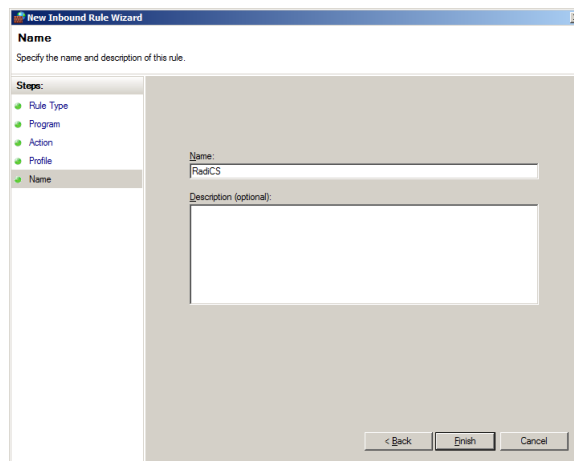 New Inbound Rule Wizard
Name
Specify the name and description of this rule.
Steps:
Rule Type
Program
Action
Profile
Name
Name:
RadiCS
Description (optional):
< Back
Finish
Cancel